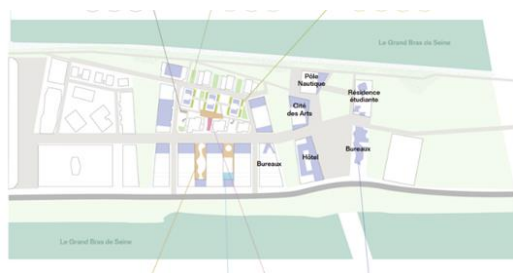 Le Grand Bras de Seine
Pôle
Nautique
Résidence
étudiante
Cité
des Arts
Bureaux
Hôtel
Bureaux
Le Grand Bras de Seine